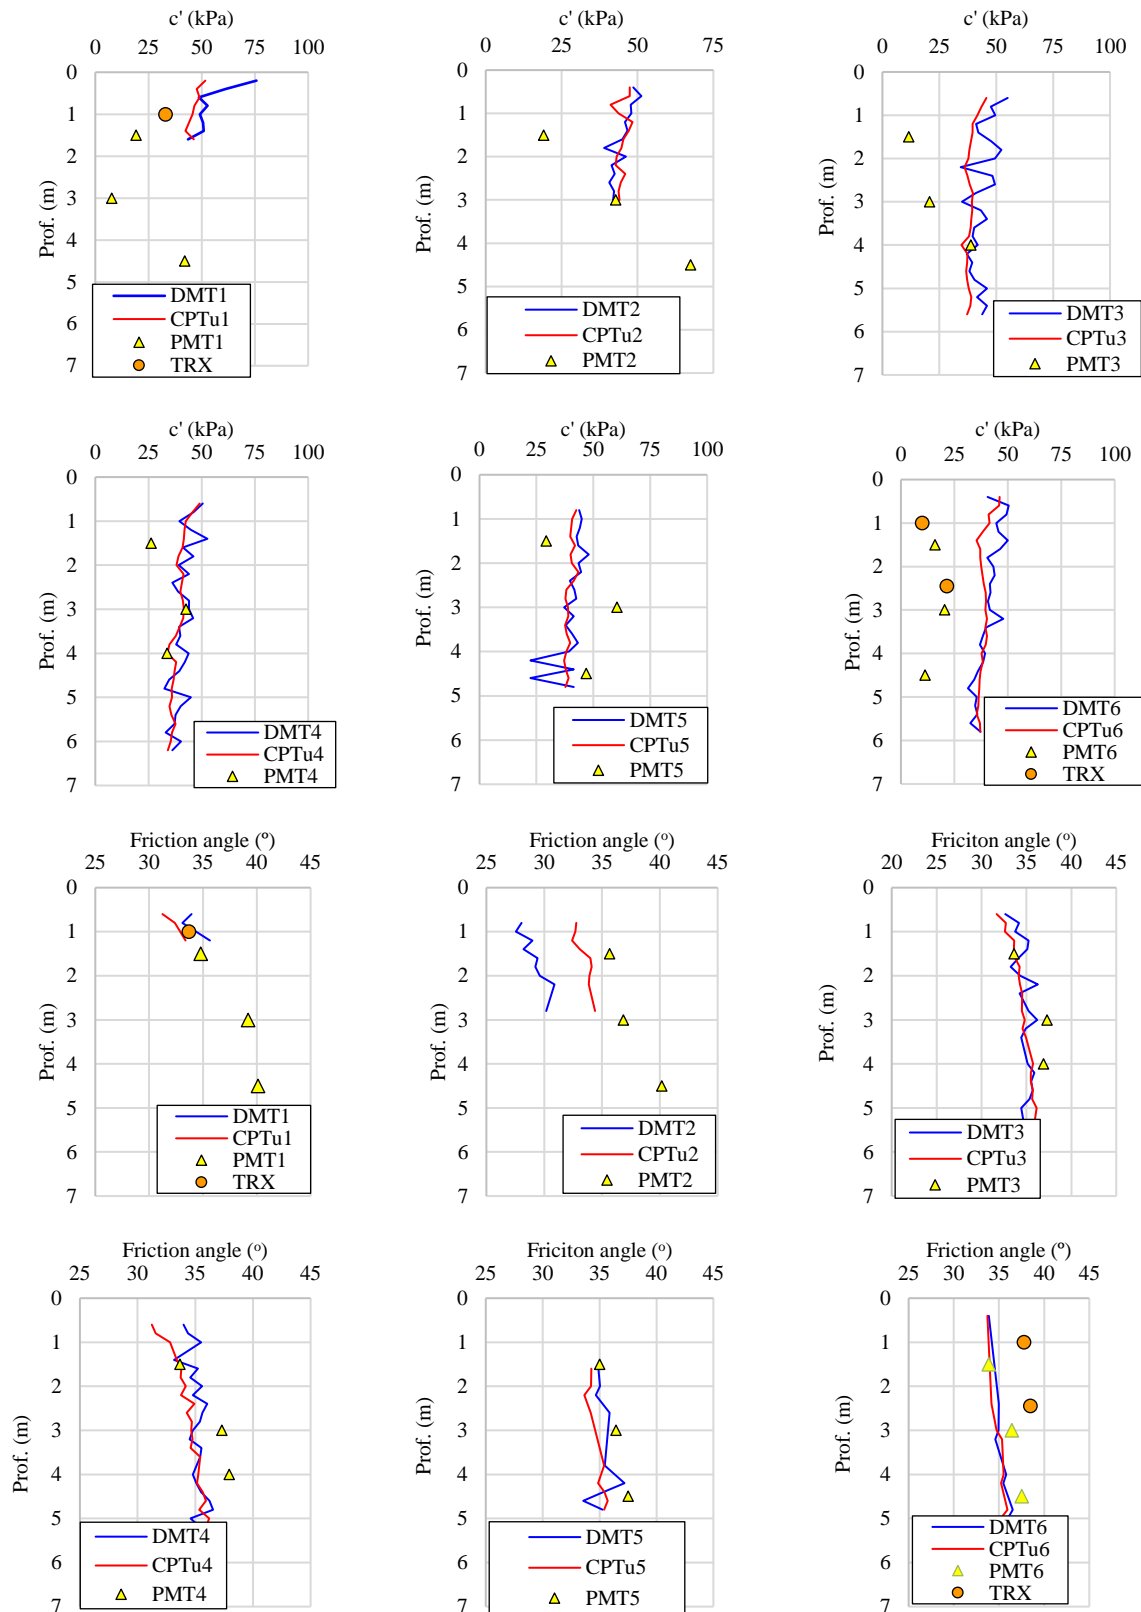 c' (kPa)
0 25 50 75 100
Prof. (m)
0
1
2
3
4
5
6
7
DMT1
CPTu1
PMT1
TRX
c' (kPa)
0 25 50 75
Prof. (m)
0
1
2
3
4
5
6
7
DMT2
CPTu2
PMT2
c' (kPa)
0 25 50 75 100
Prof. (m)
0
1
2
3
4
5
6
7
DMT3
CPTu3
PMT3
c' (kPa)
0 25 50 75 100
Prof. (m)
0
1
2
3
4
5
6
7
DMT4
CPTu4
PMT4
c' (kPa)
0 25 50 75 100
Prof. (m)
0
1
2
3
4
5
6
7
DMT5
CPTu5
PMT5
c' (kPa)
0 25 50 75 100
Prof. (m)
0
1
2
3
4
5
6
7
DMT6
CPTu6
PMT6
TRX
Friction angle (º)
25 30 35 40 45
Prof. (m)
0
1
2
3
4
5
6
7
DMT1
CPTu1
PMT1
TRX
Friction angle (º)
25 30 35 40 45
Prof. (m)
0
1
2
3
4
5
6
7
DMT2
CPTu2
PMT2
Friciton angle (º)
20 25 30 35 40 45
Prof. (m)
0
1
2
3
4
5
6
7
DMT3
CPTu3
PMT3
Friction angle (º)
25 30 35 40 45
Prof. (m)
0
1
2
3
4
5
6
7
DMT4
CPTu4
PMT4
Friciton angle (º)
25 30 35 40 45
Prof. (m)
0
1
2
3
4
5
6
7
DMT5
CPTu5
PMT5
Friction angle (º)
25 30 35 40 45
Prof. (m)
0
1
2
3
4
5
6
7
DMT6
CPTu6
PMT6
TRX